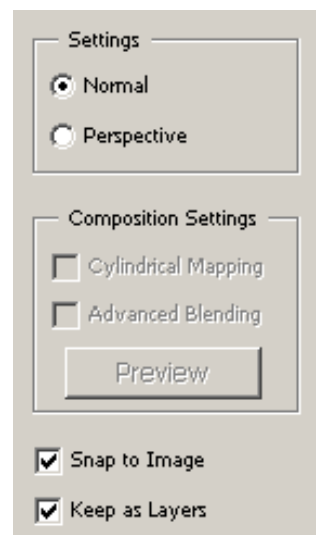 Settings
Normal
Perspective
Composition Settings
Cylindrical Mapping
Advanced Blending
Preview
Snap to Image
Keep as Layers